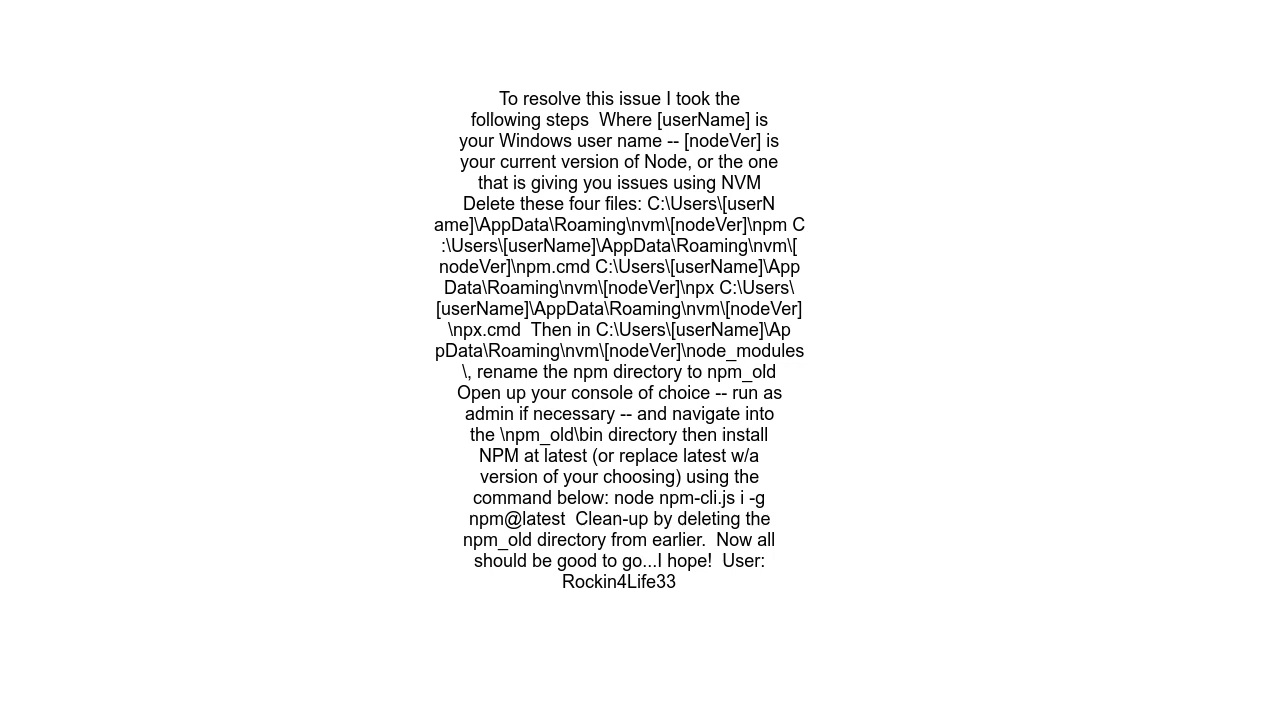 To resolve this issue I took the
following steps  Where [userName] is
your Windows user name -- [nodeVer] is
your current version of Node, or the one
that is giving you issues using NVM
Delete these four files: C:\Users\[userN
ame]\AppData\Roaming\nvm\[nodeVer]\npm C
:\Users\[userName]\AppData\Roaming\nvm\[
nodeVer]\npm.cmd C:\Users\[userName]\App
Data\Roaming\nvm\[nodeVer]\npx C:\Users\
[userName]\AppData\Roaming\nvm\[nodeVer]
\npx.cmd  Then in C:\Users\[userName]\Ap
pData\Roaming\nvm\[nodeVer]\node_modules
\, rename the npm directory to npm_old
Open up your console of choice -- run as
admin if necessary -- and navigate into
the \npm_old\bin directory then install
NPM at latest (or replace latest w/a
version of your choosing) using the
command below: node npm-cli.js i -g
npm@latest  Clean-up by deleting the
npm_old directory from earlier.  Now all
should be good to go...I hope!  User:
Rockin4Life33